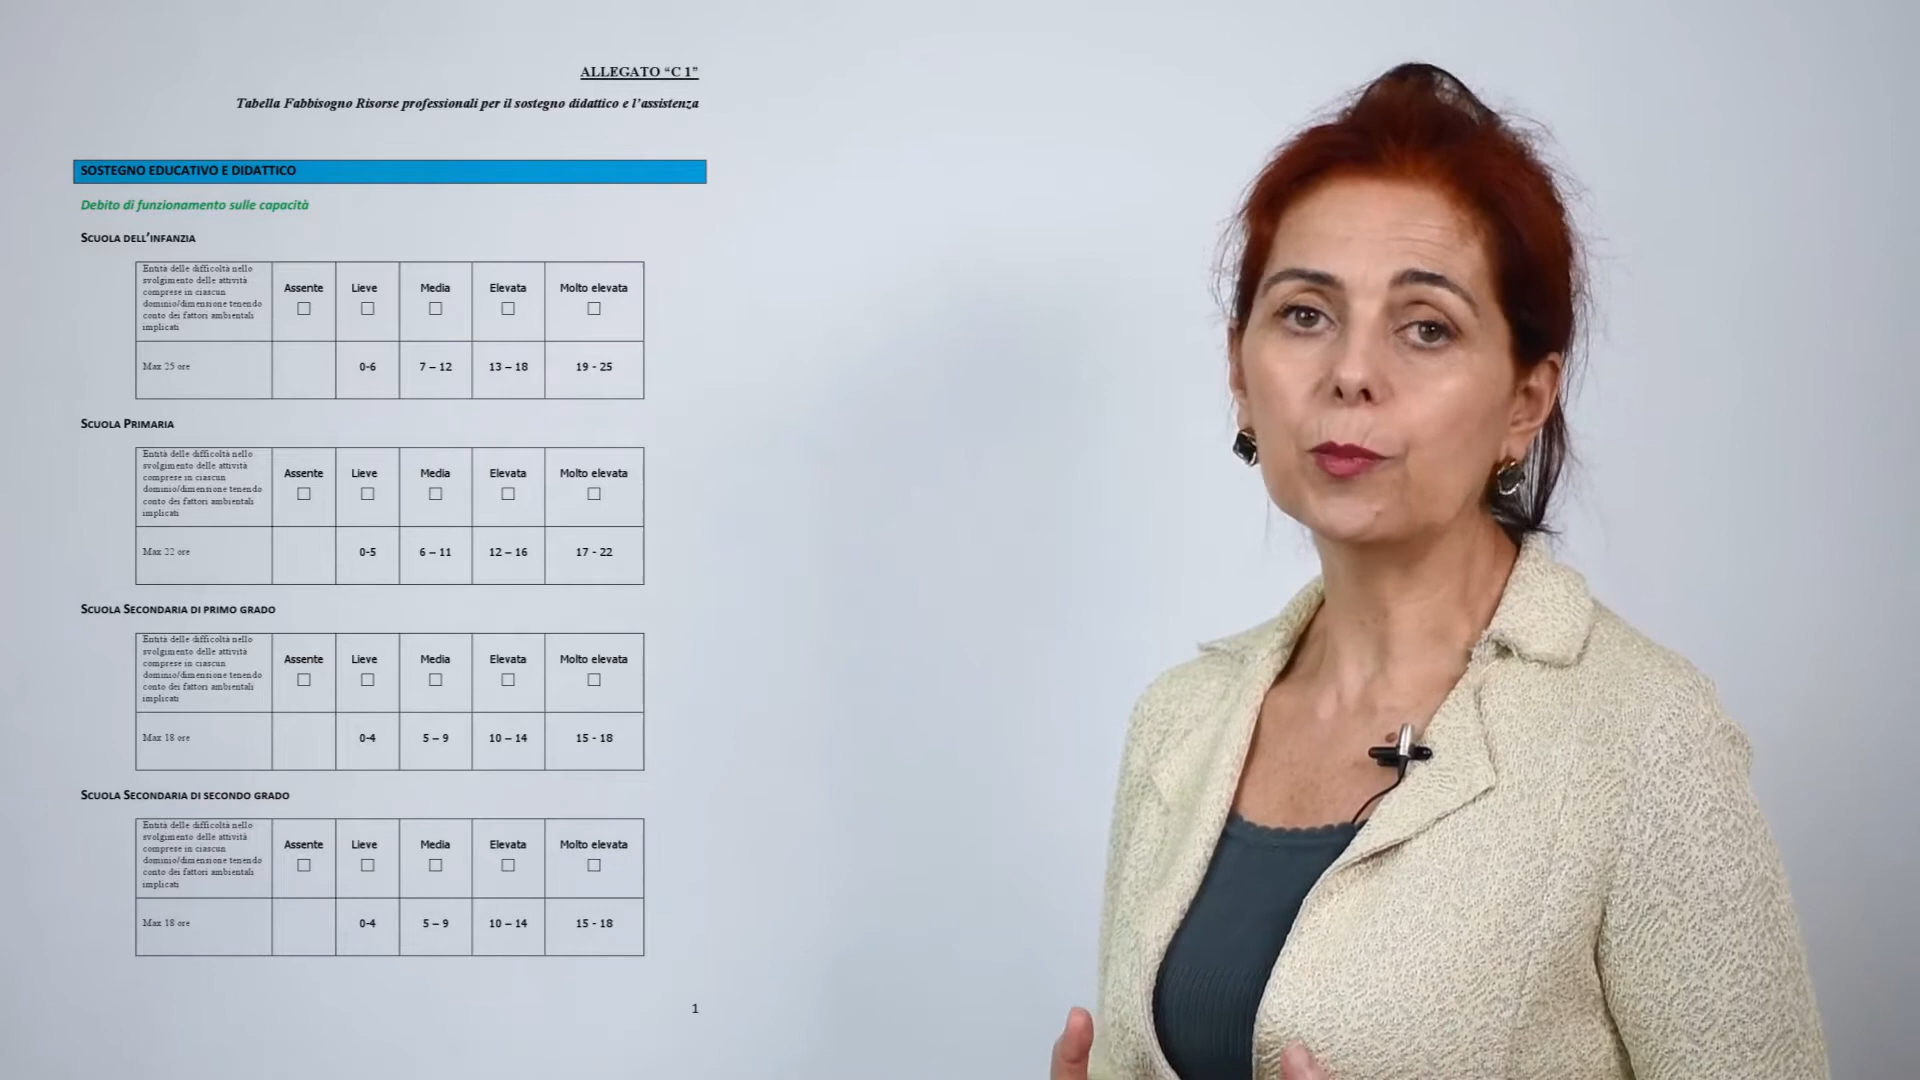 ALLEGATO “C 1”
Tabella Fabbisogno Risorse professionali per il sostegno didattico e l’assistenza
SOSTEGNO EDUCATIVO E DIDATTICO
Debito di funzionamento sulle capacità
SCUOLA DELL’INFANZIA
Entità delle difficoltà nello
svolgimento delle attività
comprese in ciascun
dominio/dimensione tenendo
conto dei fattori ambientali
implicati
Assente Lieve Media Elevata Molto elevata
☐ ☐ ☐ ☐ ☐
Max 25 ore 0-6 7 – 12 13 – 18 19 - 25
SCUOLA PRIMARIA
Entità delle difficoltà nello
svolgimento delle attività
comprese in ciascun
dominio/dimensione tenendo
conto dei fattori ambientali
implicati
Assente Lieve Media Elevata Molto elevata
☐ ☐ ☐ ☐ ☐
Max 22 ore 0-5 6 – 11 12 – 16 17 - 22
SCUOLA SECONDARIA DI PRIMO GRADO
Entità delle difficoltà nello
svolgimento delle attività
comprese in ciascun
dominio/dimensione tenendo
conto dei fattori ambientali
implicati
Assente Lieve Media Elevata Molto elevata
☐ ☐ ☐ ☐ ☐
Max 18 ore 0-4 5 – 9 10 – 14 15 - 18
SCUOLA SECONDARIA DI SECONDO GRADO
Entità delle difficoltà nello
svolgimento delle attività
comprese in ciascun
dominio/dimensione tenendo
conto dei fattori ambientali
implicati
Assente Lieve Media Elevata Molto elevata
☐ ☐ ☐ ☐ ☐
Max 18 ore 0-4 5 – 9 10 – 14 15 - 18
1